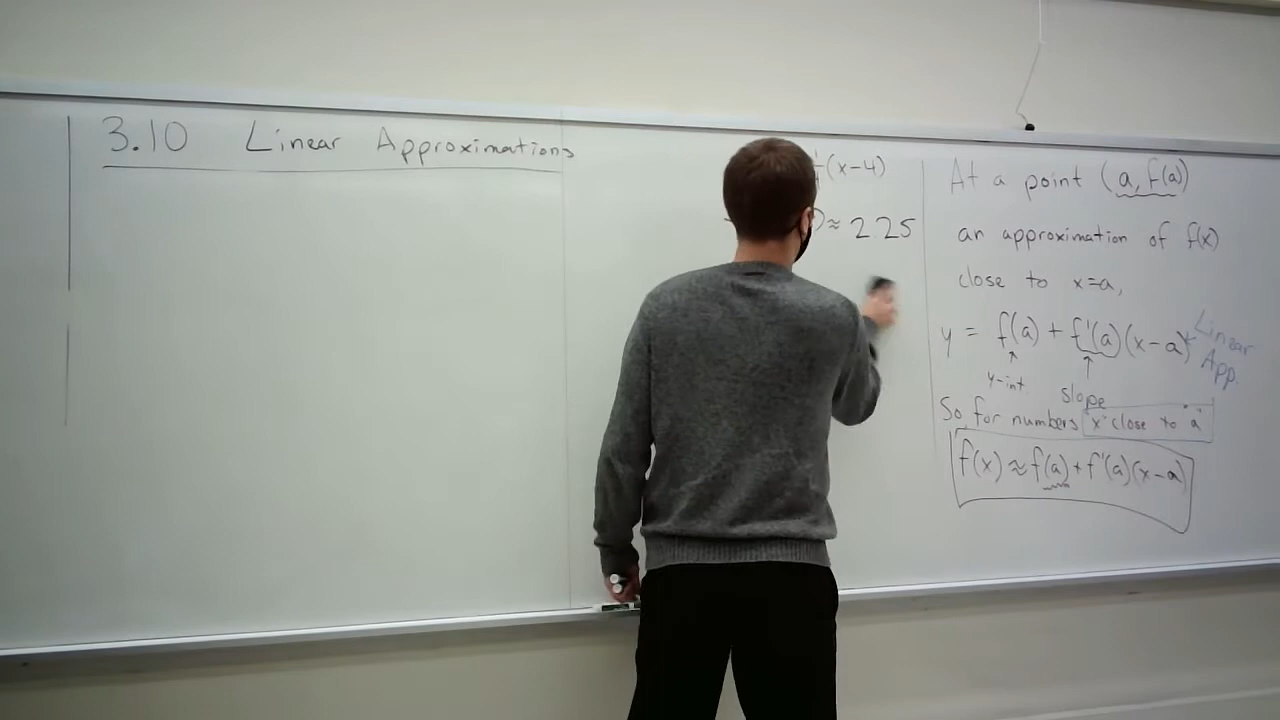 3.10 Linear Approximations
(x-4)
≈ 2.25
At a point (a, f(a))
an approximation of f(x)
close to x=a,
y = f(a) + f'(a)(x-a)
Linear
App.
y-int.
slope
So for numbers "x" close to "a"
f(x) ≈ f(a) + f'(a)(x-a)